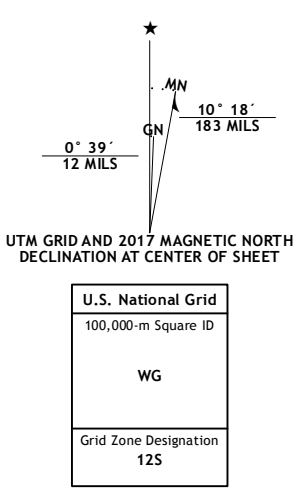 ★
MN
GN
10° 18´
183 MILS
0° 39´
12 MILS
UTM GRID AND 2017 MAGNETIC NORTH
DECLINATION AT CENTER OF SHEET
U.S. National Grid
100,000-m Square ID
WG
Grid Zone Designation
12S